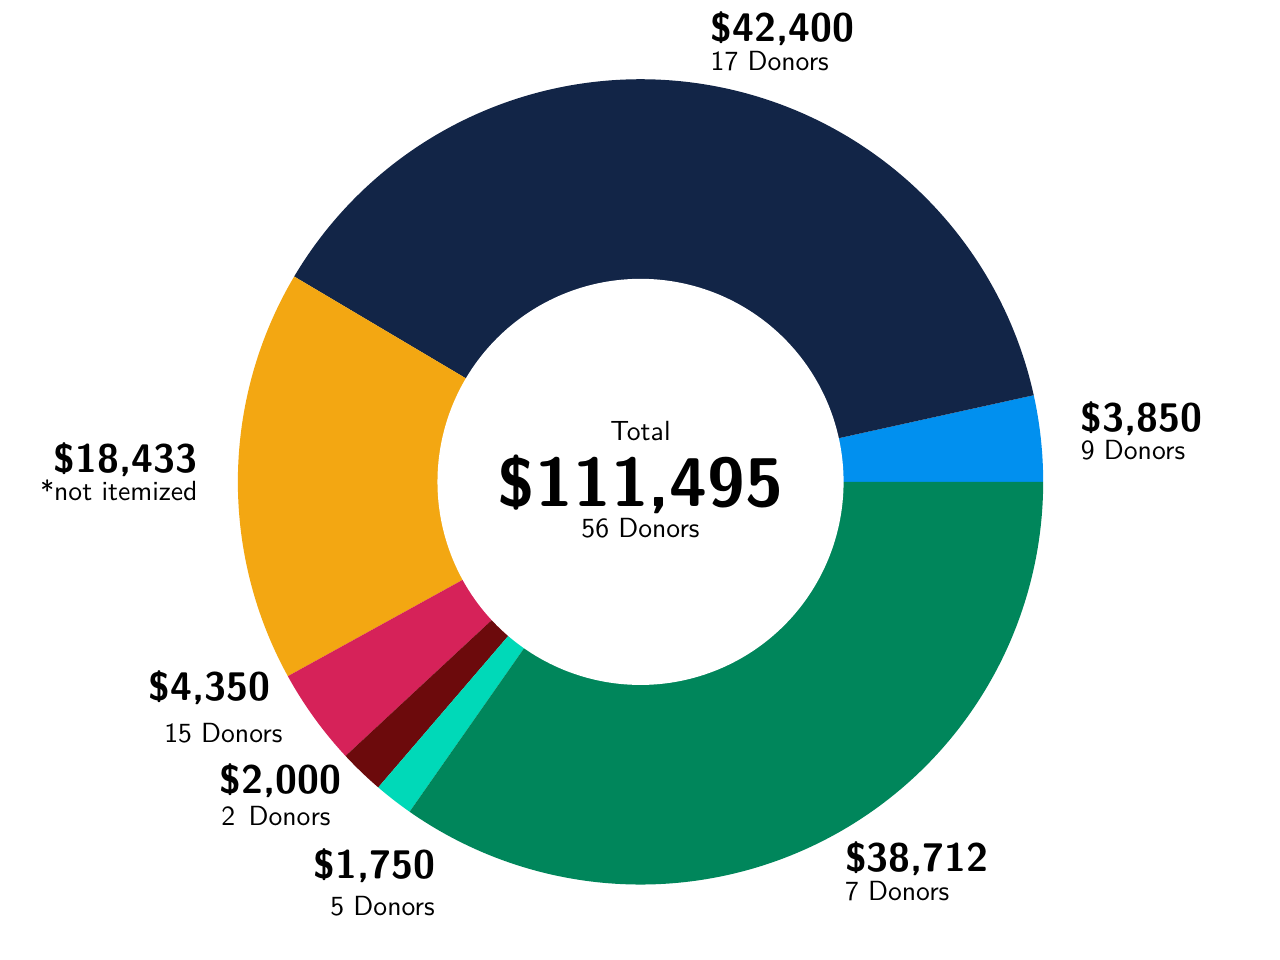 $42,400
17 Donors
$3,850
9 Donors
Total
$111,495
56 Donors
$18,433
*not itemized
$4,350
15 Donors
$2,000
2 Donors
$1,750
5 Donors
$38,712
7 Donors